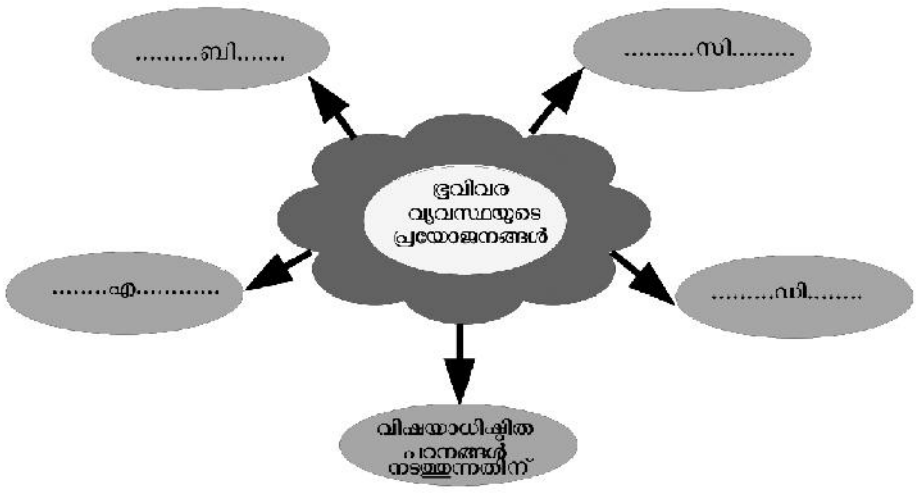 .........ബി.......
..........സി.........
ഭൂവിവര
വ്യവസ്ഥയുടെ
പ്രയോജനങ്ങൾ
........എ............
.........ഡി........
വിഷയാധിഷ്ഠിത
പഠനങ്ങൾ
നടത്തുന്നതിന്